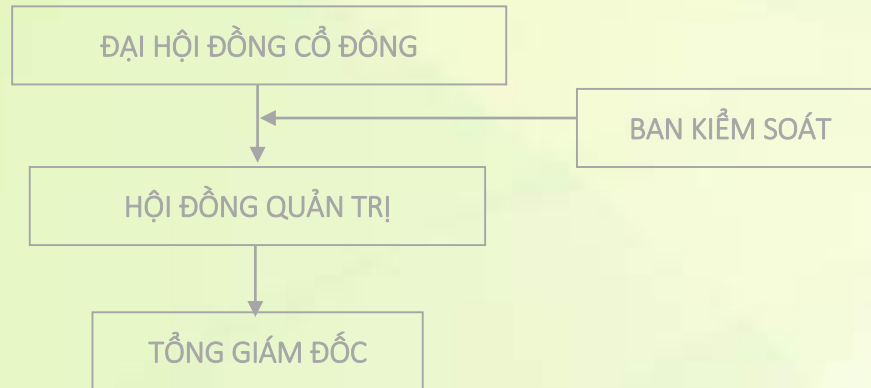 ĐẠI HỘI ĐỒNG CỔ ĐÔNG
BAN KIỂM SOÁT
HỘI ĐỒNG QUẢN TRỊ
TỔNG GIÁM ĐỐC